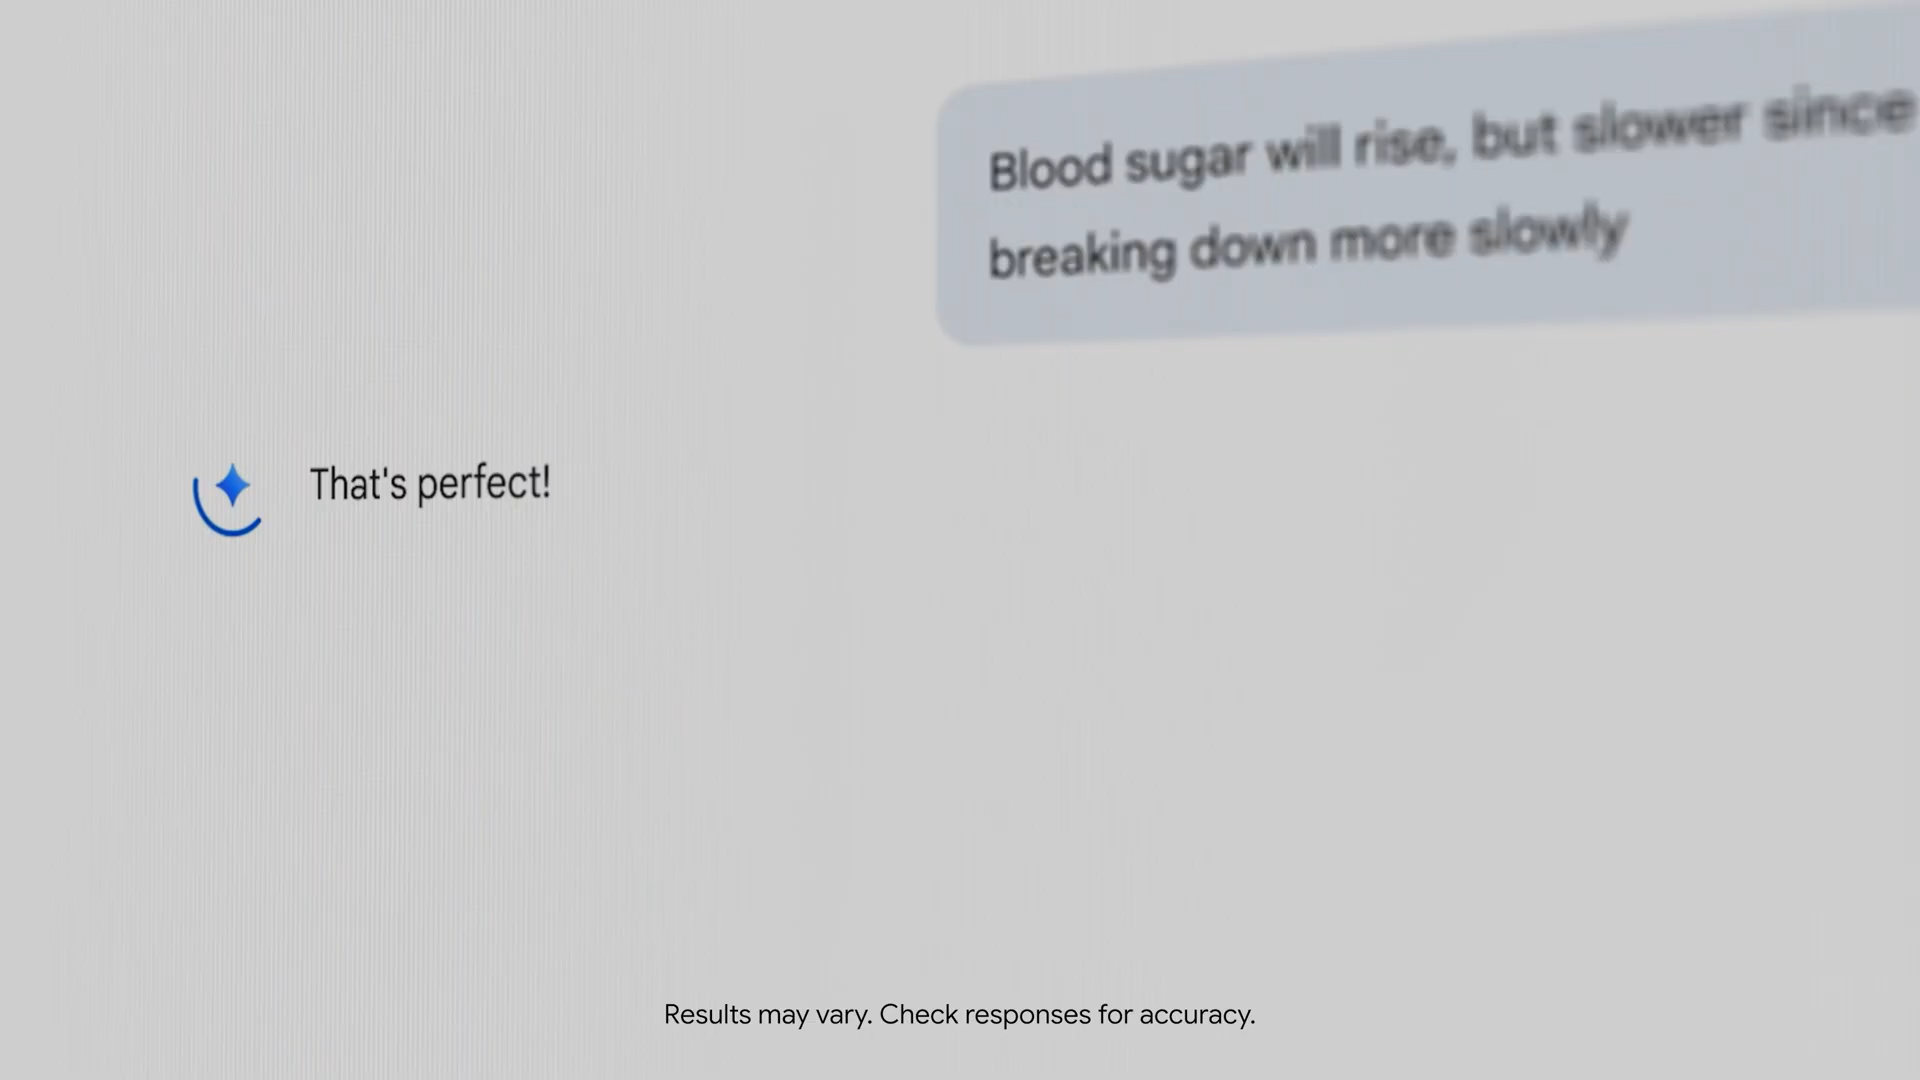 Blood sugar will rise, but slower since
breaking down more slowly
That's perfect!
Results may vary. Check responses for accuracy.